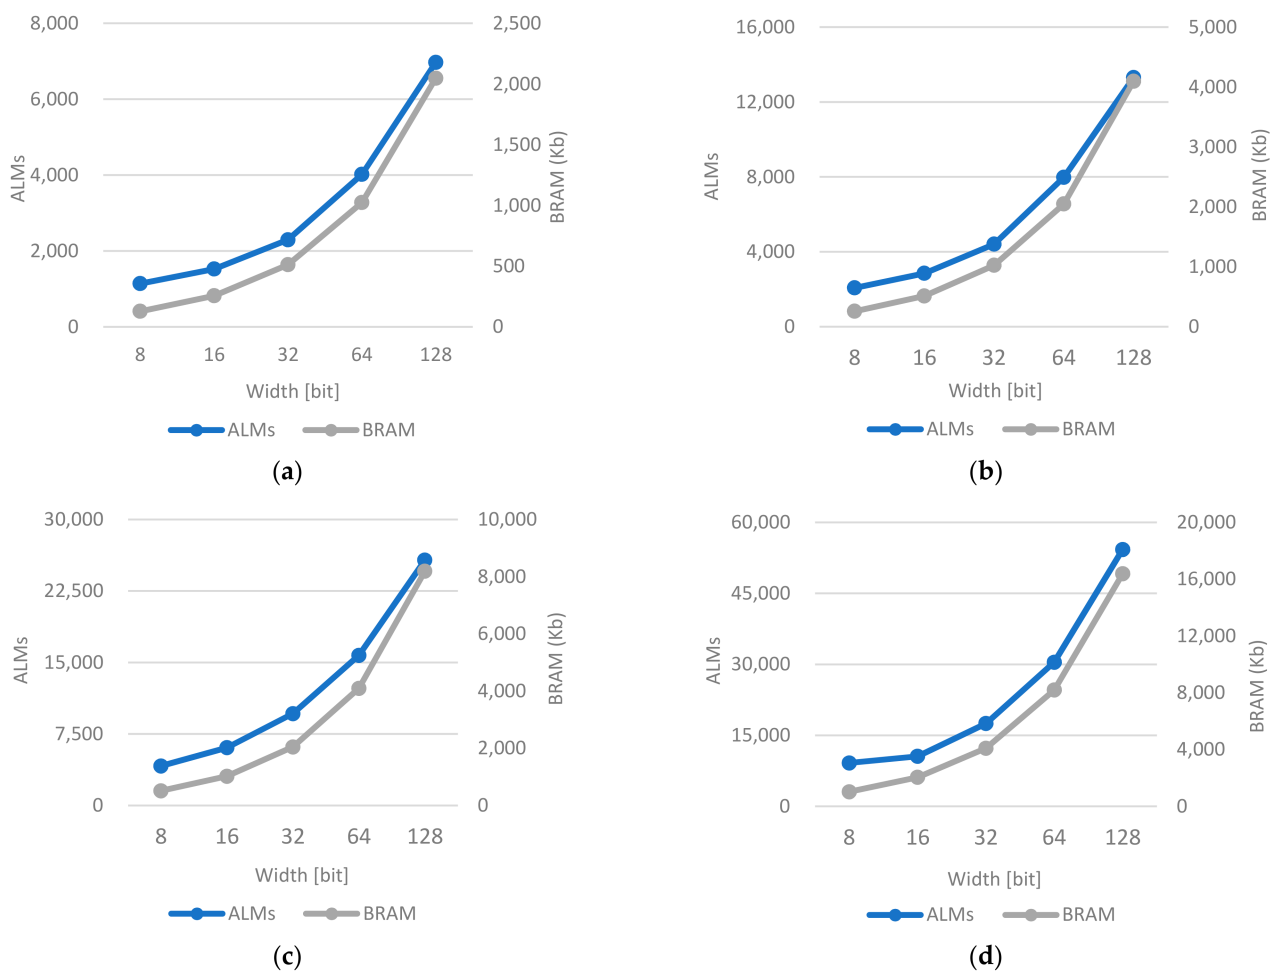 8,000
6,000
4,000
2,000
0
ALMs
2,500
2,000
1,500
1,000
500
0
BRAM (Kb)
8 16 32 64 128
Width [bit]
ALMs BRAM
(a)
16,000
12,000
8,000
4,000
0
ALMs
5,000
4,000
3,000
2,000
1,000
0
BRAM (Kb)
8 16 32 64 128
Width [bit]
ALMs BRAM
(b)
30,000
22,500
15,000
7,500
0
ALMs
10,000
8,000
6,000
4,000
2,000
0
BRAM (Kb)
8 16 32 64 128
Width [bit]
ALMs BRAM
(c)
60,000
45,000
30,000
15,000
0
ALMs
20,000
16,000
12,000
8,000
4,000
0
BRAM (Kb)
8 16 32 64 128
Width [bit]
ALMs BRAM
(d)